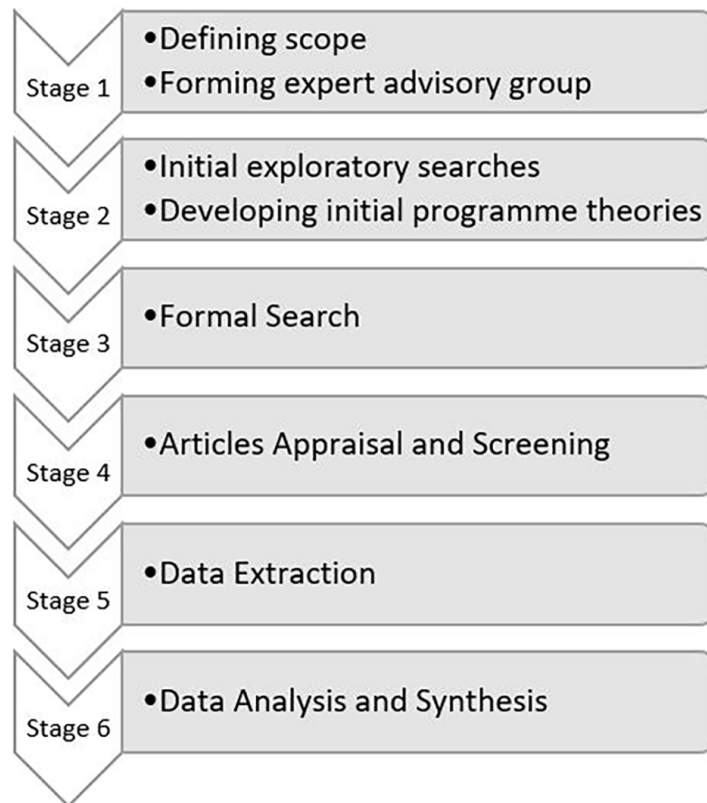 Stage 1
•Defining scope
•Forming expert advisory group
Stage 2
•Initial exploratory searches
•Developing initial programme theories
Stage 3
•Formal Search
Stage 4
•Articles Appraisal and Screening
Stage 5
•Data Extraction
Stage 6
•Data Analysis and Synthesis